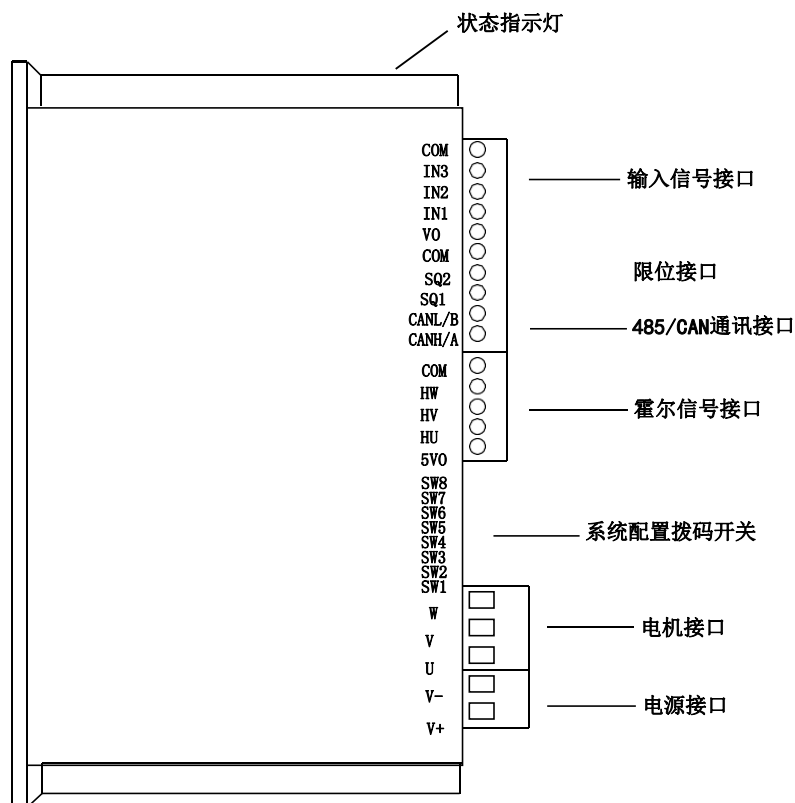 状态指示灯
COM
IN3
输入信号接口
IN2
IN1
VO
COM
限位接口
SQ2
SQ1
CANL/B
485/CAN通讯接口
CANH/A
COM
HW
霍尔信号接口
HV
HU
5VO
SW8
SW7
SW6
SW5
系统配置拨码开关
SW4
SW3
SW2
SW1
W
电机接口
V
U
V-
电源接口
V+